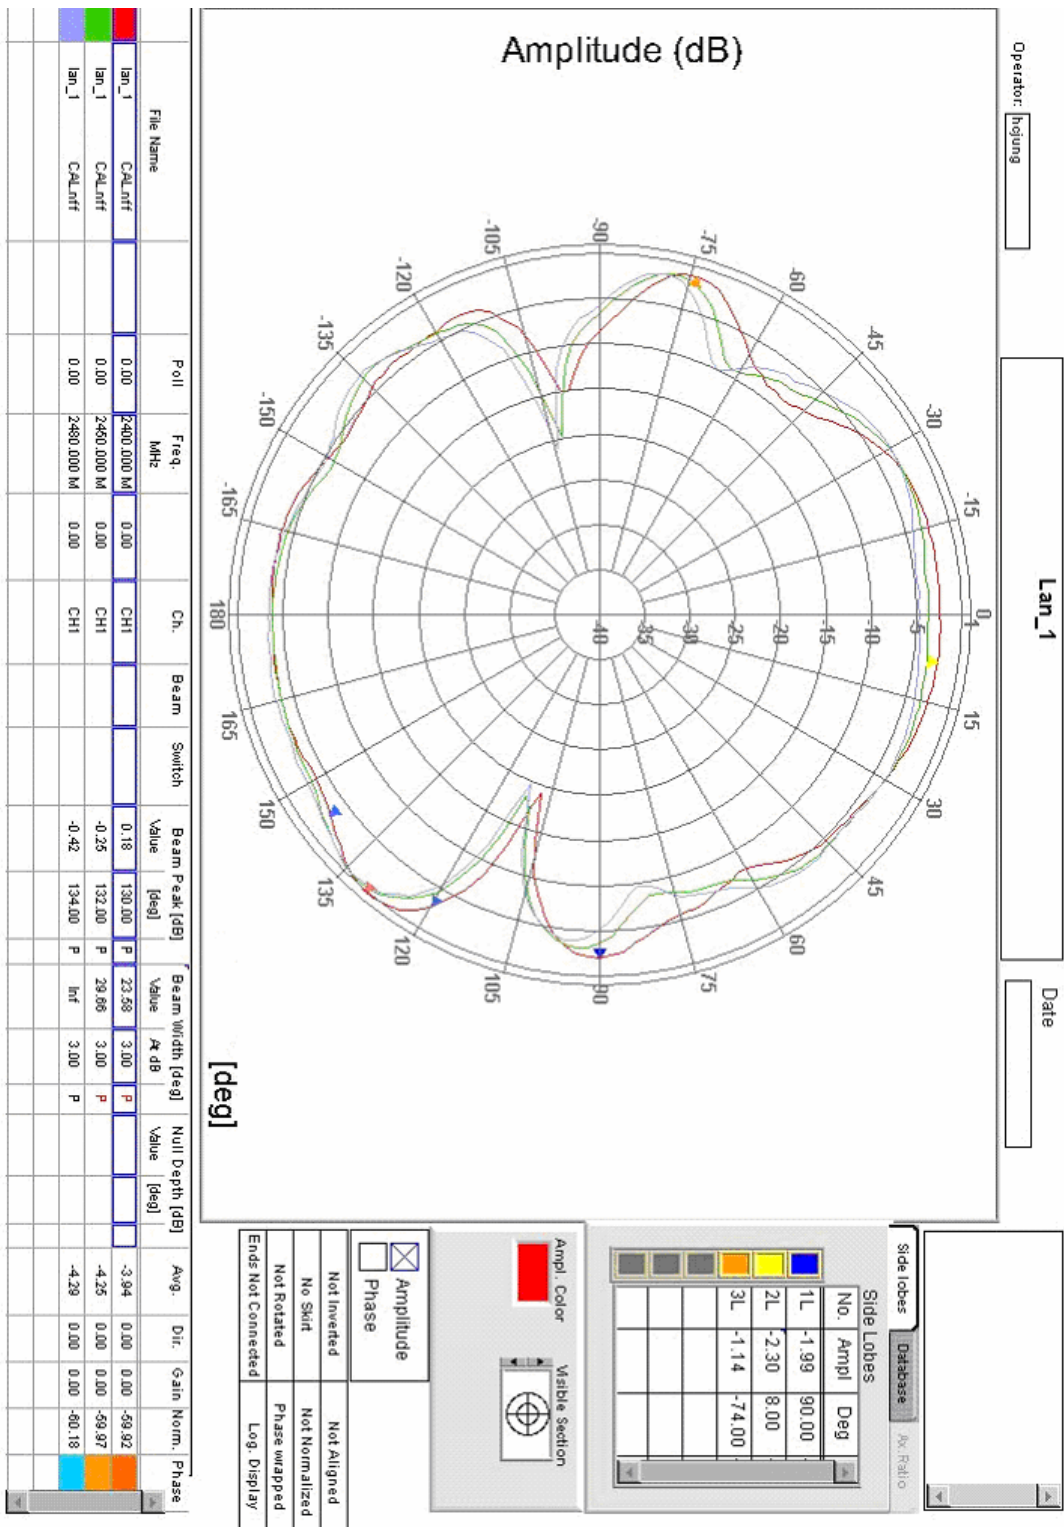 Operator: hojung
Lan_1
Date
Amplitude (dB)
[deg]
0
-15
-30
-45
-60
-75
-90
-105
-120
-135
-150
-165
180
165
150
135
120
105
90
75
60
45
30
15
1
-5
-10
-15
-20
-25
-30
-35
-40
Side lobes Database Ax. Ratio
Side Lobes
No. Ampl Deg
1L -1.99 90.00
2L -2.30 8.00
3L -1.14 -74.00
Ampl. Color Visible Section
Amplitude
Phase
Not Inverted Not Aligned
No Skirt Not Normalized
Not Rotated Phase wrapped
Ends Not Connected Log. Display
File Name Poll Freq. MHz Ch. Beam Switch Beam Peak [dB] Value [deg] Beam Width [deg] Value At dB Null Depth [dB] Value [deg] Avg. Dir. Gain Norm. Phase
lan_1 CAL.nff 0.00 2400.000 M 0.00 CH1 0.18 130.00 P 23.58 3.00 P -3.94 0.00 0.00 -59.92
lan_1 CAL.nff 0.00 2450.000 M 0.00 CH1 -0.25 132.00 P 29.66 3.00 P -4.25 0.00 0.00 -59.97
lan_1 CAL.nff 0.00 2480.000 M 0.00 CH1 -0.42 134.00 P Inf 3.00 P -4.29 0.00 0.00 -60.18